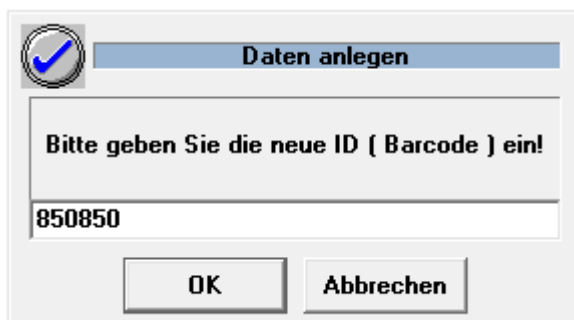 Daten anlegen
Bitte geben Sie die neue ID ( Barcode ) ein!
850850
OK Abbrechen